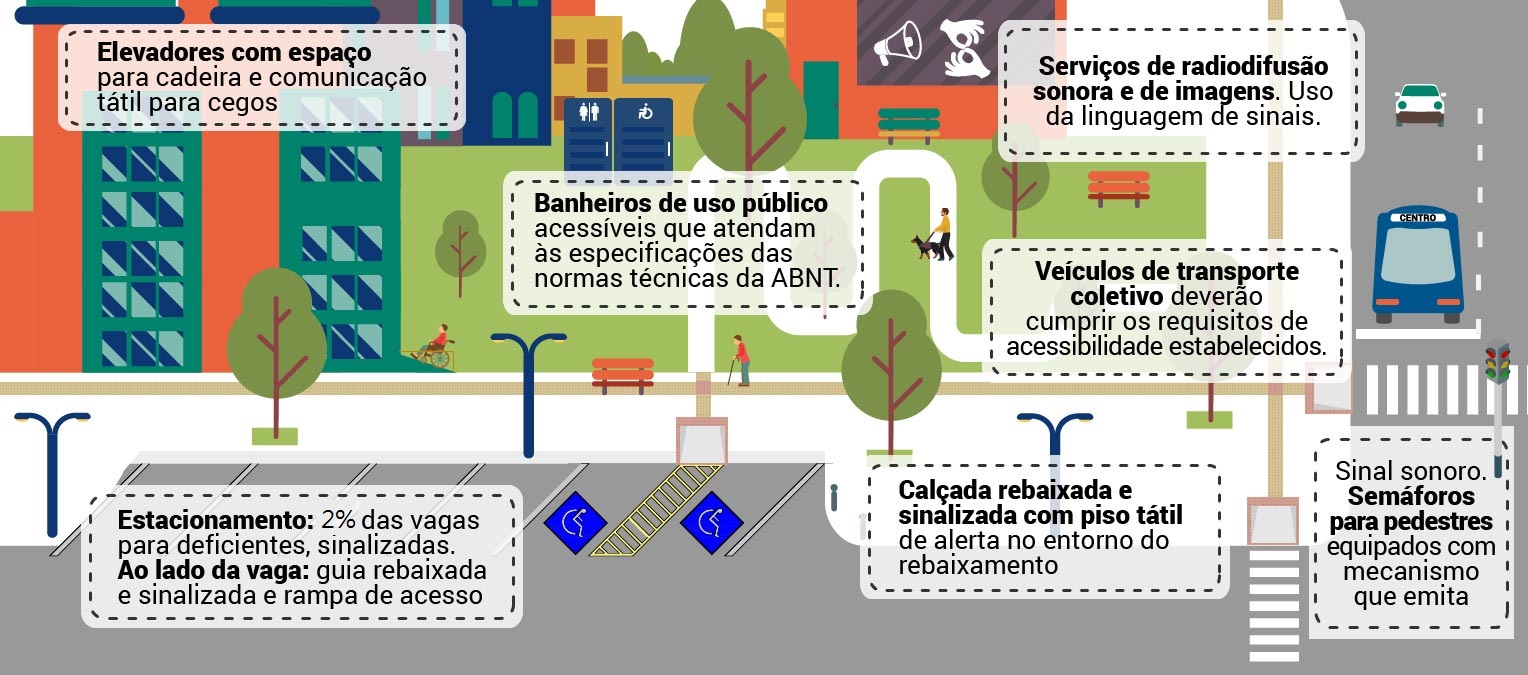 Elevadores com espaço
para cadeira e comunicação
tátil para cegos
Serviços de radiodifusão
sonora e de imagens. Uso
da linguagem de sinais.
Banheiros de uso público
acessíveis que atendam
às especificações das
normas técnicas da ABNT.
CENTRO
Veículos de transporte
coletivo deverão
cumprir os requisitos de
acessibilidade estabelecidos.
Estacionamento: 2% das vagas
para deficientes, sinalizadas.
Ao lado da vaga: guia rebaixada
e sinalizada e rampa de acesso
Calçada rebaixada e
sinalizada com piso tátil
de alerta no entorno do
rebaixamento
Sinal sonoro.
Semáforos
para pedestres
equipados com
mecanismo
que emita